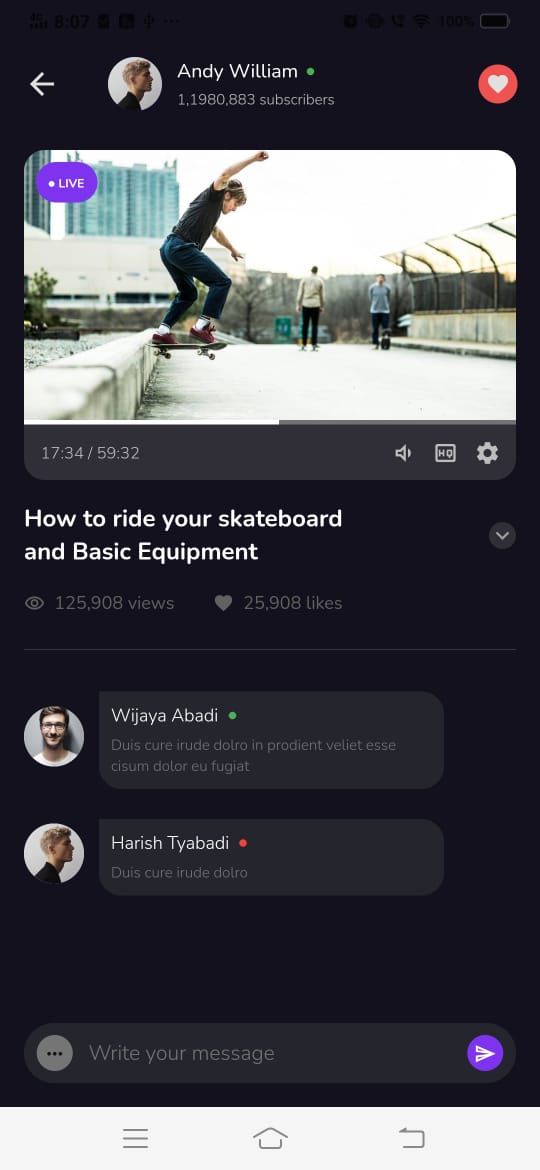 4G 8:07 100%
Andy William
1,1980,883 subscribers
LIVE
17:34 / 59:32
HQ
How to ride your skateboard
and Basic Equipment
125,908 views 25,908 likes
Wijaya Abadi
Duis cure irude dolro in prodient veliet esse
cisum dolor eu fugiat
Harish Tyabadi
Duis cure irude dolro
Write your message